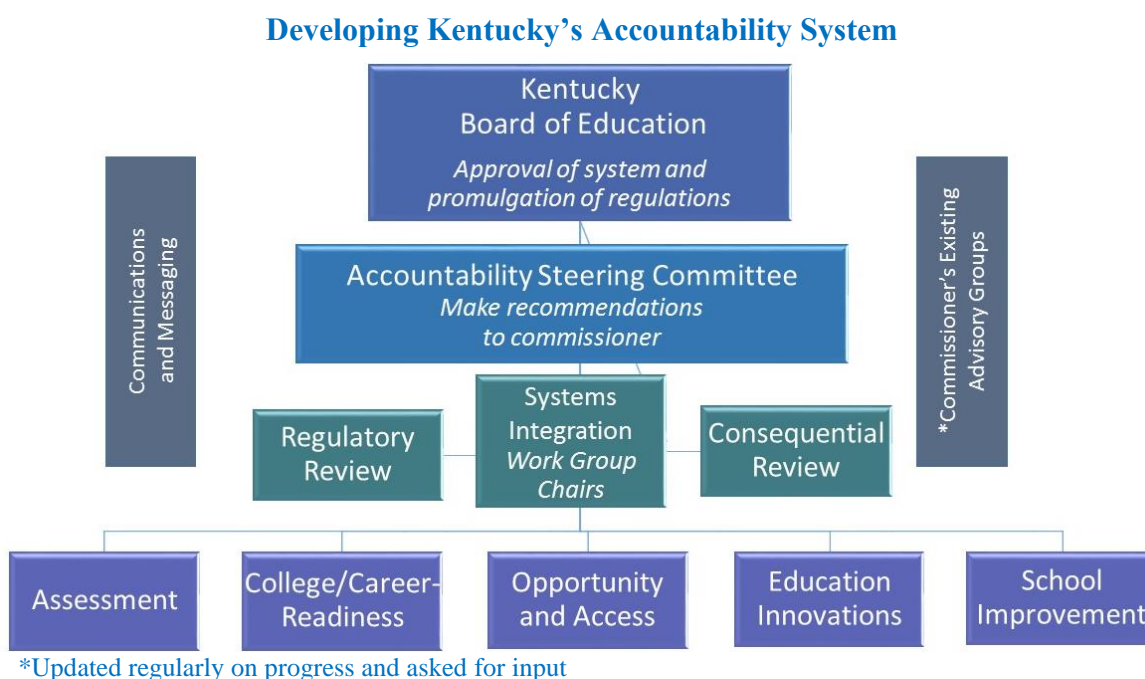 Developing Kentucky’s Accountability System
Kentucky
Board of Education
Approval of system and
promulgation of regulations
Communications
and Messaging
*Commissioner’s Existing
Advisory Groups
Accountability Steering Committee
Make recommendations
to commissioner
Regulatory
Review
Systems
Integration
Work Group
Chairs
Consequential
Review
Assessment
College/Career-
Readiness
Opportunity
and Access
Education
Innovations
School
Improvement
*Updated regularly on progress and asked for input